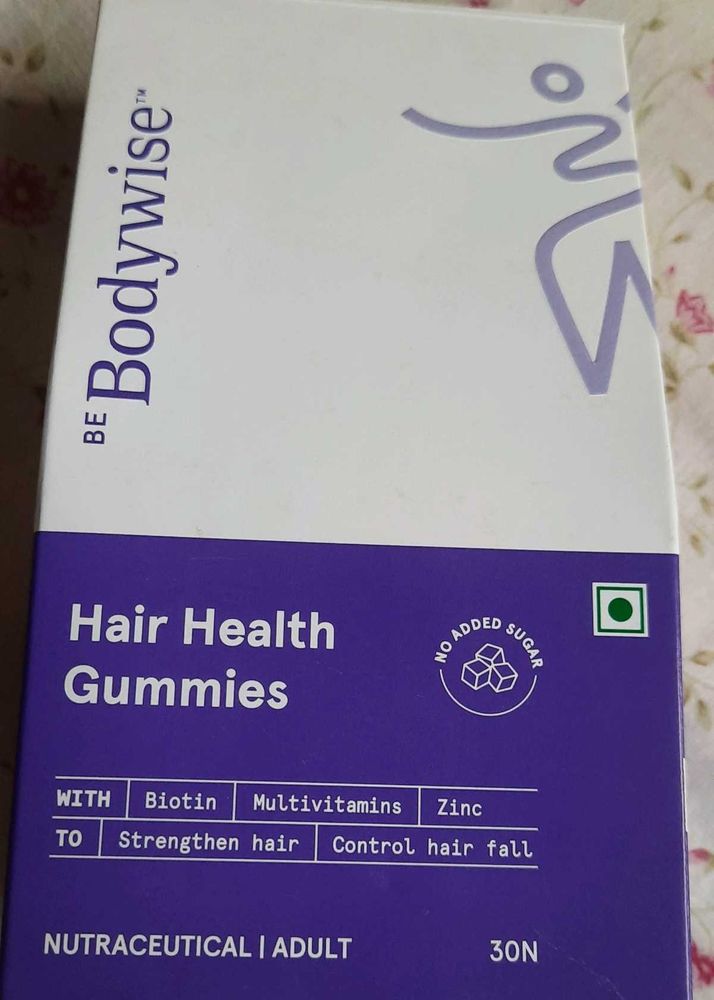 BE Bodywise™
Hair Health
Gummies
NO ADDED SUGAR
WITH Biotin Multivitamins Zinc
TO Strengthen hair Control hair fall
NUTRACEUTICAL | ADULT 30N